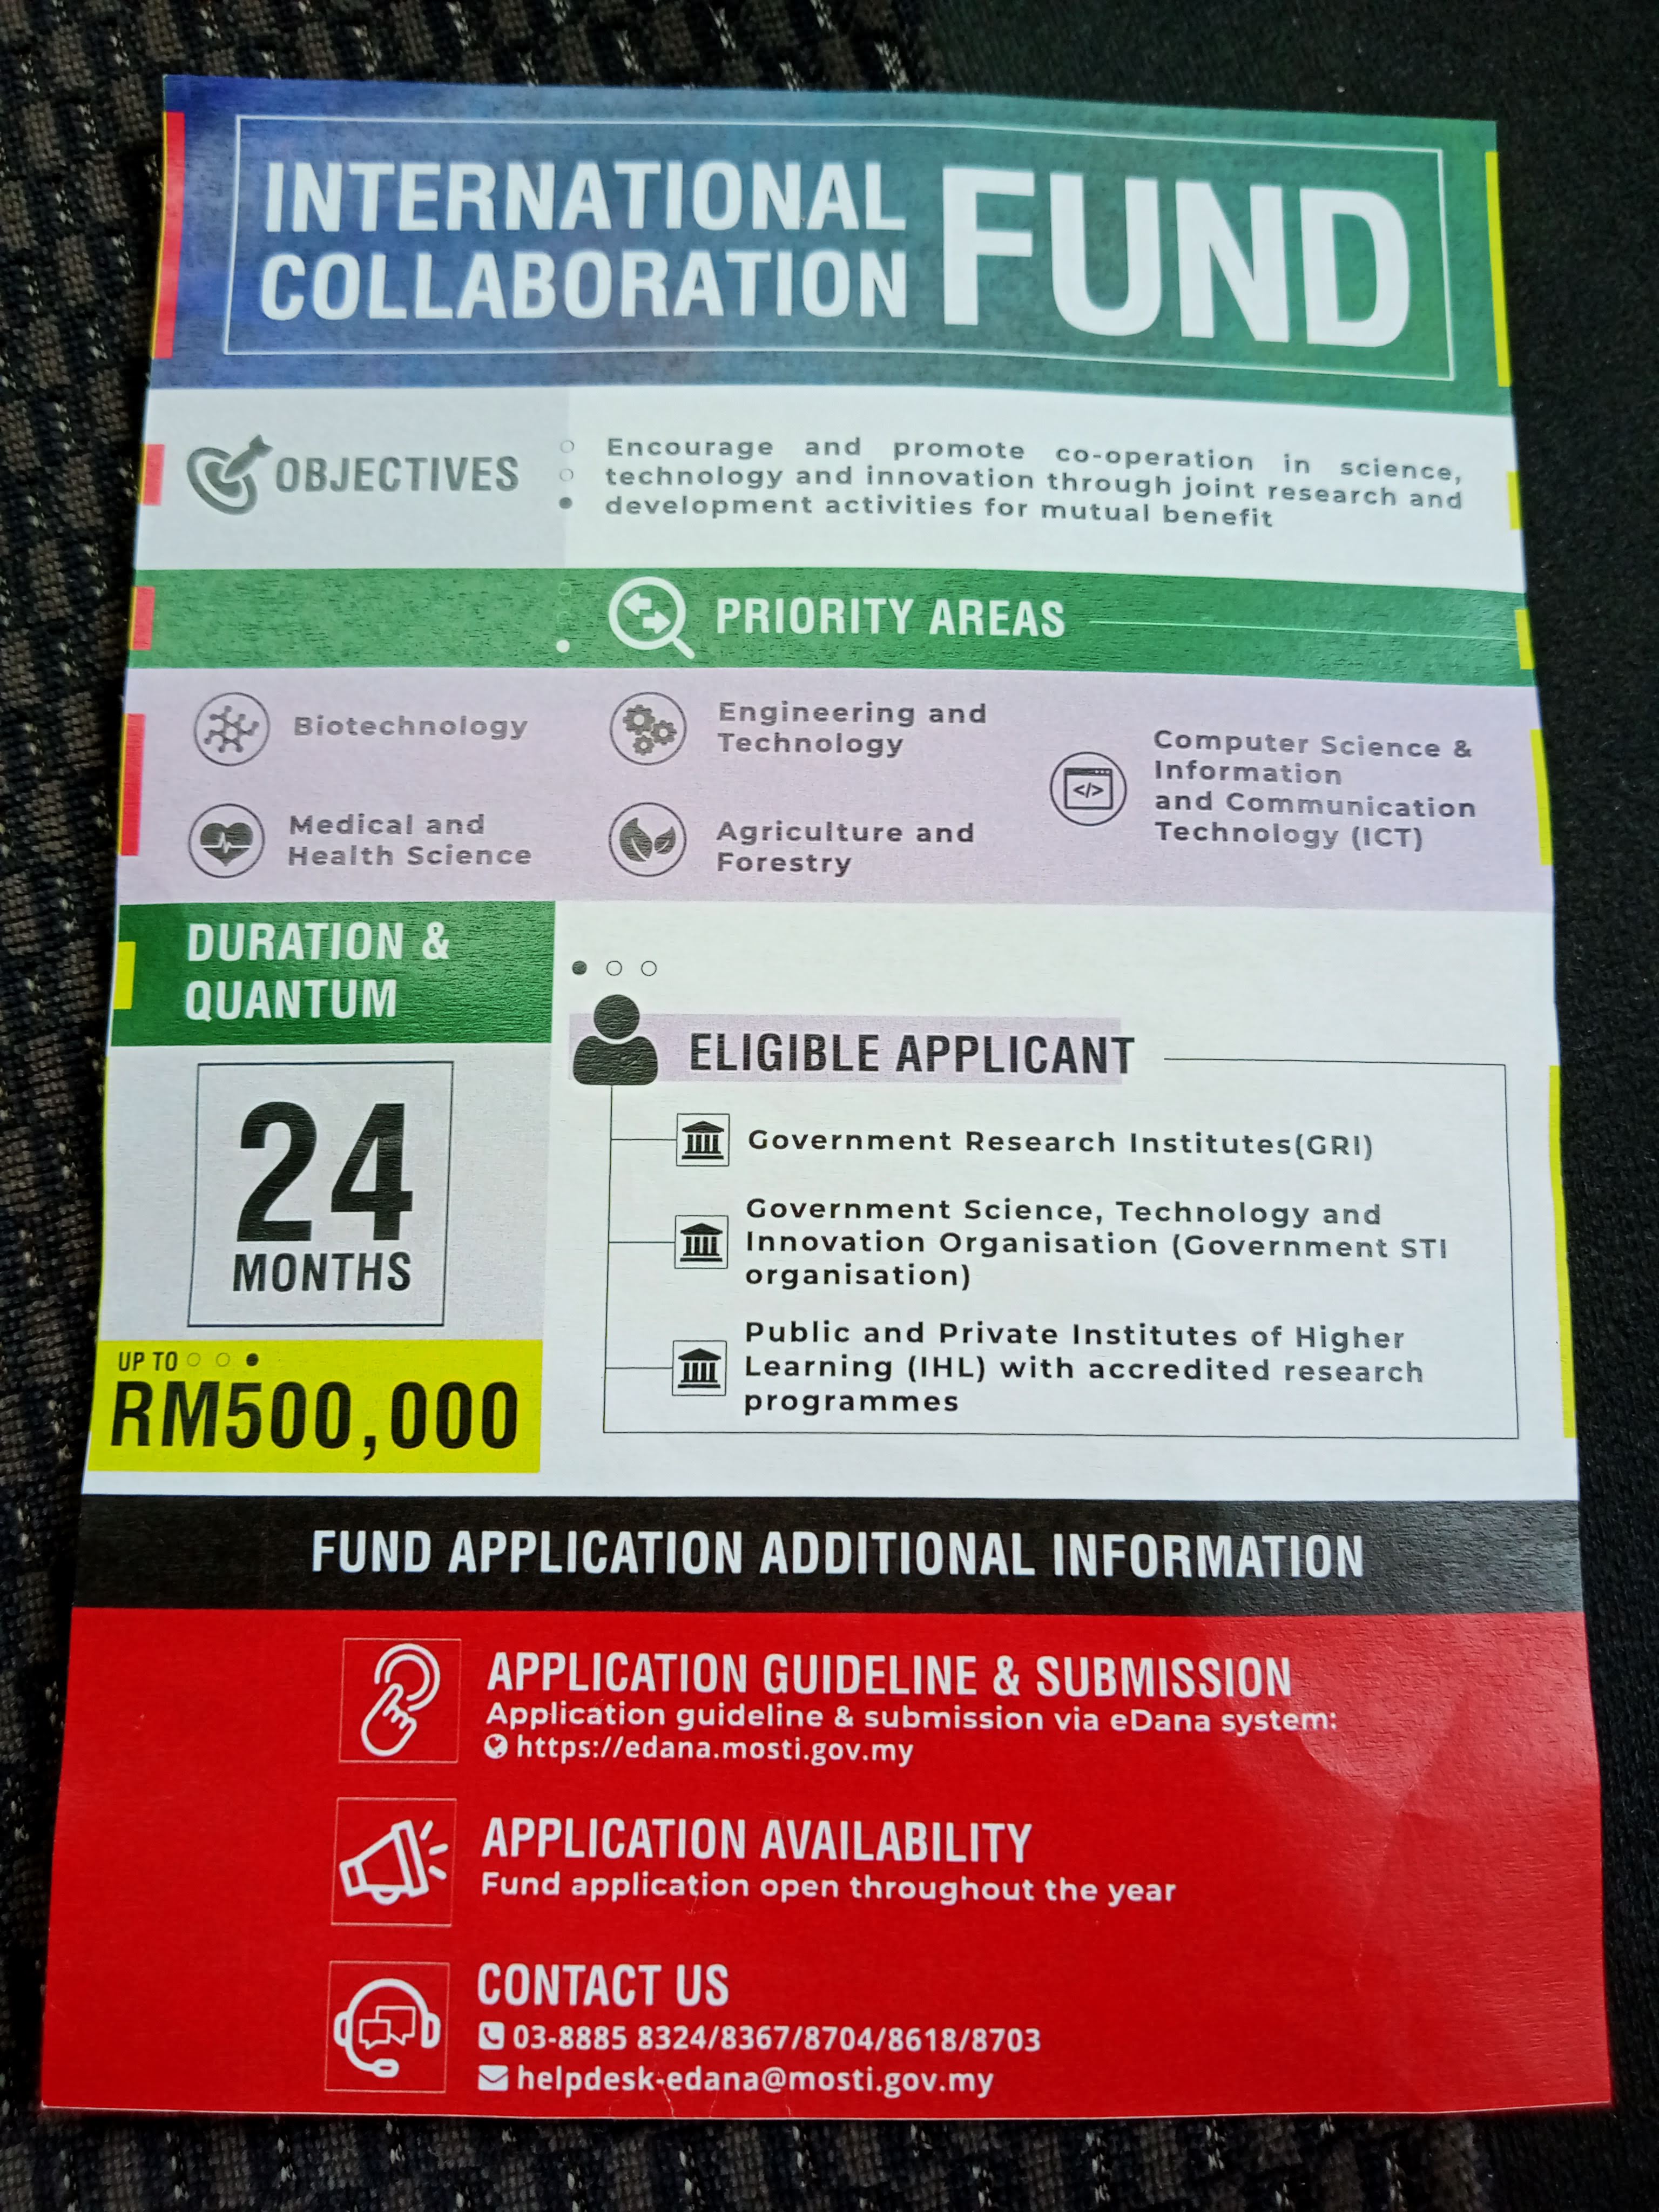 INTERNATIONAL
COLLABORATION
FUND
OBJECTIVES
Encourage and promote co-operation in science,
technology and innovation through joint research and
development activities for mutual benefit
PRIORITY AREAS
Biotechnology
Medical and
Health Science
Engineering and
Technology
Agriculture and
Forestry
</>
Computer Science &
Information
and Communication
Technology (ICT)
DURATION &
QUANTUM
24
MONTHS
UP TO
RM500,000
ELIGIBLE APPLICANT
Government Research Institutes(GRI)
Government Science, Technology and
Innovation Organisation (Government STI
organisation)
Public and Private Institutes of Higher
Learning (IHL) with accredited research
programmes
FUND APPLICATION ADDITIONAL INFORMATION
APPLICATION GUIDELINE & SUBMISSION
Application guideline & submission via eDana system:
https://edana.mosti.gov.my
APPLICATION AVAILABILITY
Fund application open throughout the year
CONTACT US
03-8885 8324/8367/8704/8618/8703
helpdesk-edana@mosti.gov.my